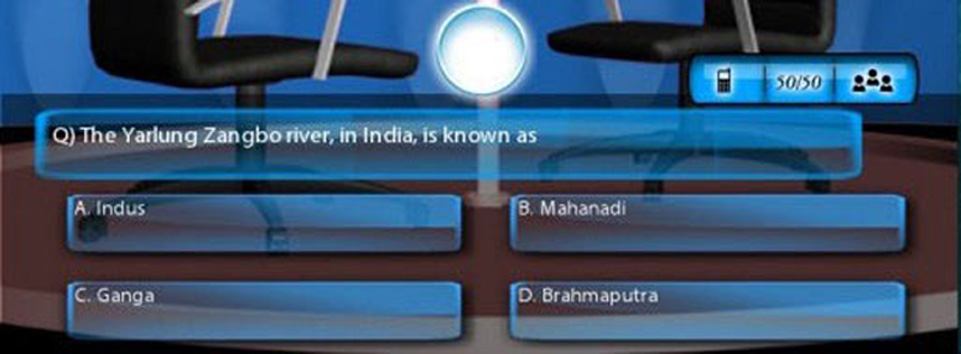 50/50
Q) The Yarlung Zangbo river, in India, is known as
A. Indus
B. Mahanadi
C. Ganga
D. Brahmaputra